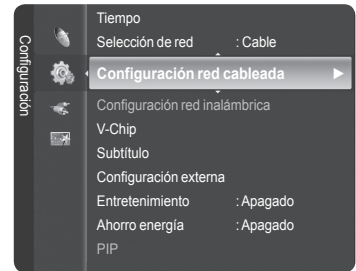 Configuración
Tiempo
Selección de red : Cable
Configuración red cableada
Configuración red inalámbrica
V-Chip
Subtítulo
Configuración externa
Entretenimiento : Apagado
Ahorro energía : Apagado
PIP